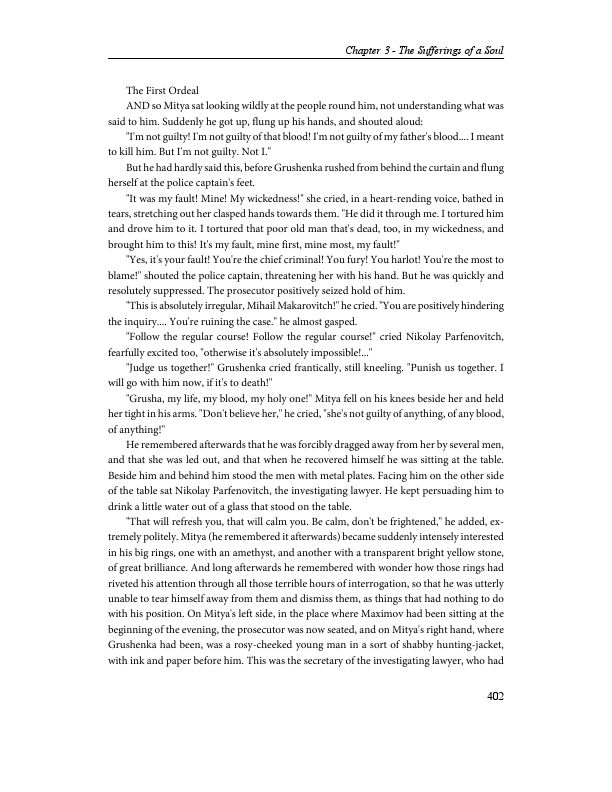 Chapter 3 - The Sufferings of a Soul
The First Ordeal
AND so Mitya sat looking wildly at the people round him, not understanding what was
said to him. Suddenly he got up, flung up his hands, and shouted aloud:
"I'm not guilty! I'm not guilty of that blood! I'm not guilty of my father's blood.... I meant
to kill him. But I'm not guilty. Not I."
But he had hardly said this, before Grushenka rushed from behind the curtain and flung
herself at the police captain's feet.
"It was my fault! Mine! My wickedness!" she cried, in a heart-rending voice, bathed in
tears, stretching out her clasped hands towards them. "He did it through me. I tortured him
and drove him to it. I tortured that poor old man that's dead, too, in my wickedness, and
brought him to this! It's my fault, mine first, mine most, my fault!"
"Yes, it's your fault! You're the chief criminal! You fury! You harlot! You're the most to
blame!" shouted the police captain, threatening her with his hand. But he was quickly and
resolutely suppressed. The prosecutor positively seized hold of him.
"This is absolutely irregular, Mihail Makarovitch!" he cried. "You are positively hindering
the inquiry.... You're ruining the case." he almost gasped.
"Follow the regular course! Follow the regular course!" cried Nikolay Parfenovitch,
fearfully excited too, "otherwise it's absolutely impossible!..."
"Judge us together!" Grushenka cried frantically, still kneeling. "Punish us together. I
will go with him now, if it's to death!"
"Grusha, my life, my blood, my holy one!" Mitya fell on his knees beside her and held
her tight in his arms. "Don't believe her," he cried, "she's not guilty of anything, of any blood,
of anything!"
He remembered afterwards that he was forcibly dragged away from her by several men,
and that she was led out, and that when he recovered himself he was sitting at the table.
Beside him and behind him stood the men with metal plates. Facing him on the other side
of the table sat Nikolay Parfenovitch, the investigating lawyer. He kept persuading him to
drink a little water out of a glass that stood on the table.
"That will refresh you, that will calm you. Be calm, don't be frightened," he added, ex-
tremely politely. Mitya (he remembered it afterwards) became suddenly intensely interested
in his big rings, one with an amethyst, and another with a transparent bright yellow stone,
of great brilliance. And long afterwards he remembered with wonder how those rings had
riveted his attention through all those terrible hours of interrogation, so that he was utterly
unable to tear himself away from them and dismiss them, as things that had nothing to do
with his position. On Mitya's left side, in the place where Maximov had been sitting at the
beginning of the evening, the prosecutor was now seated, and on Mitya's right hand, where
Grushenka had been, was a rosy-cheeked young man in a sort of shabby hunting-jacket,
with ink and paper before him. This was the secretary of the investigating lawyer, who had
402